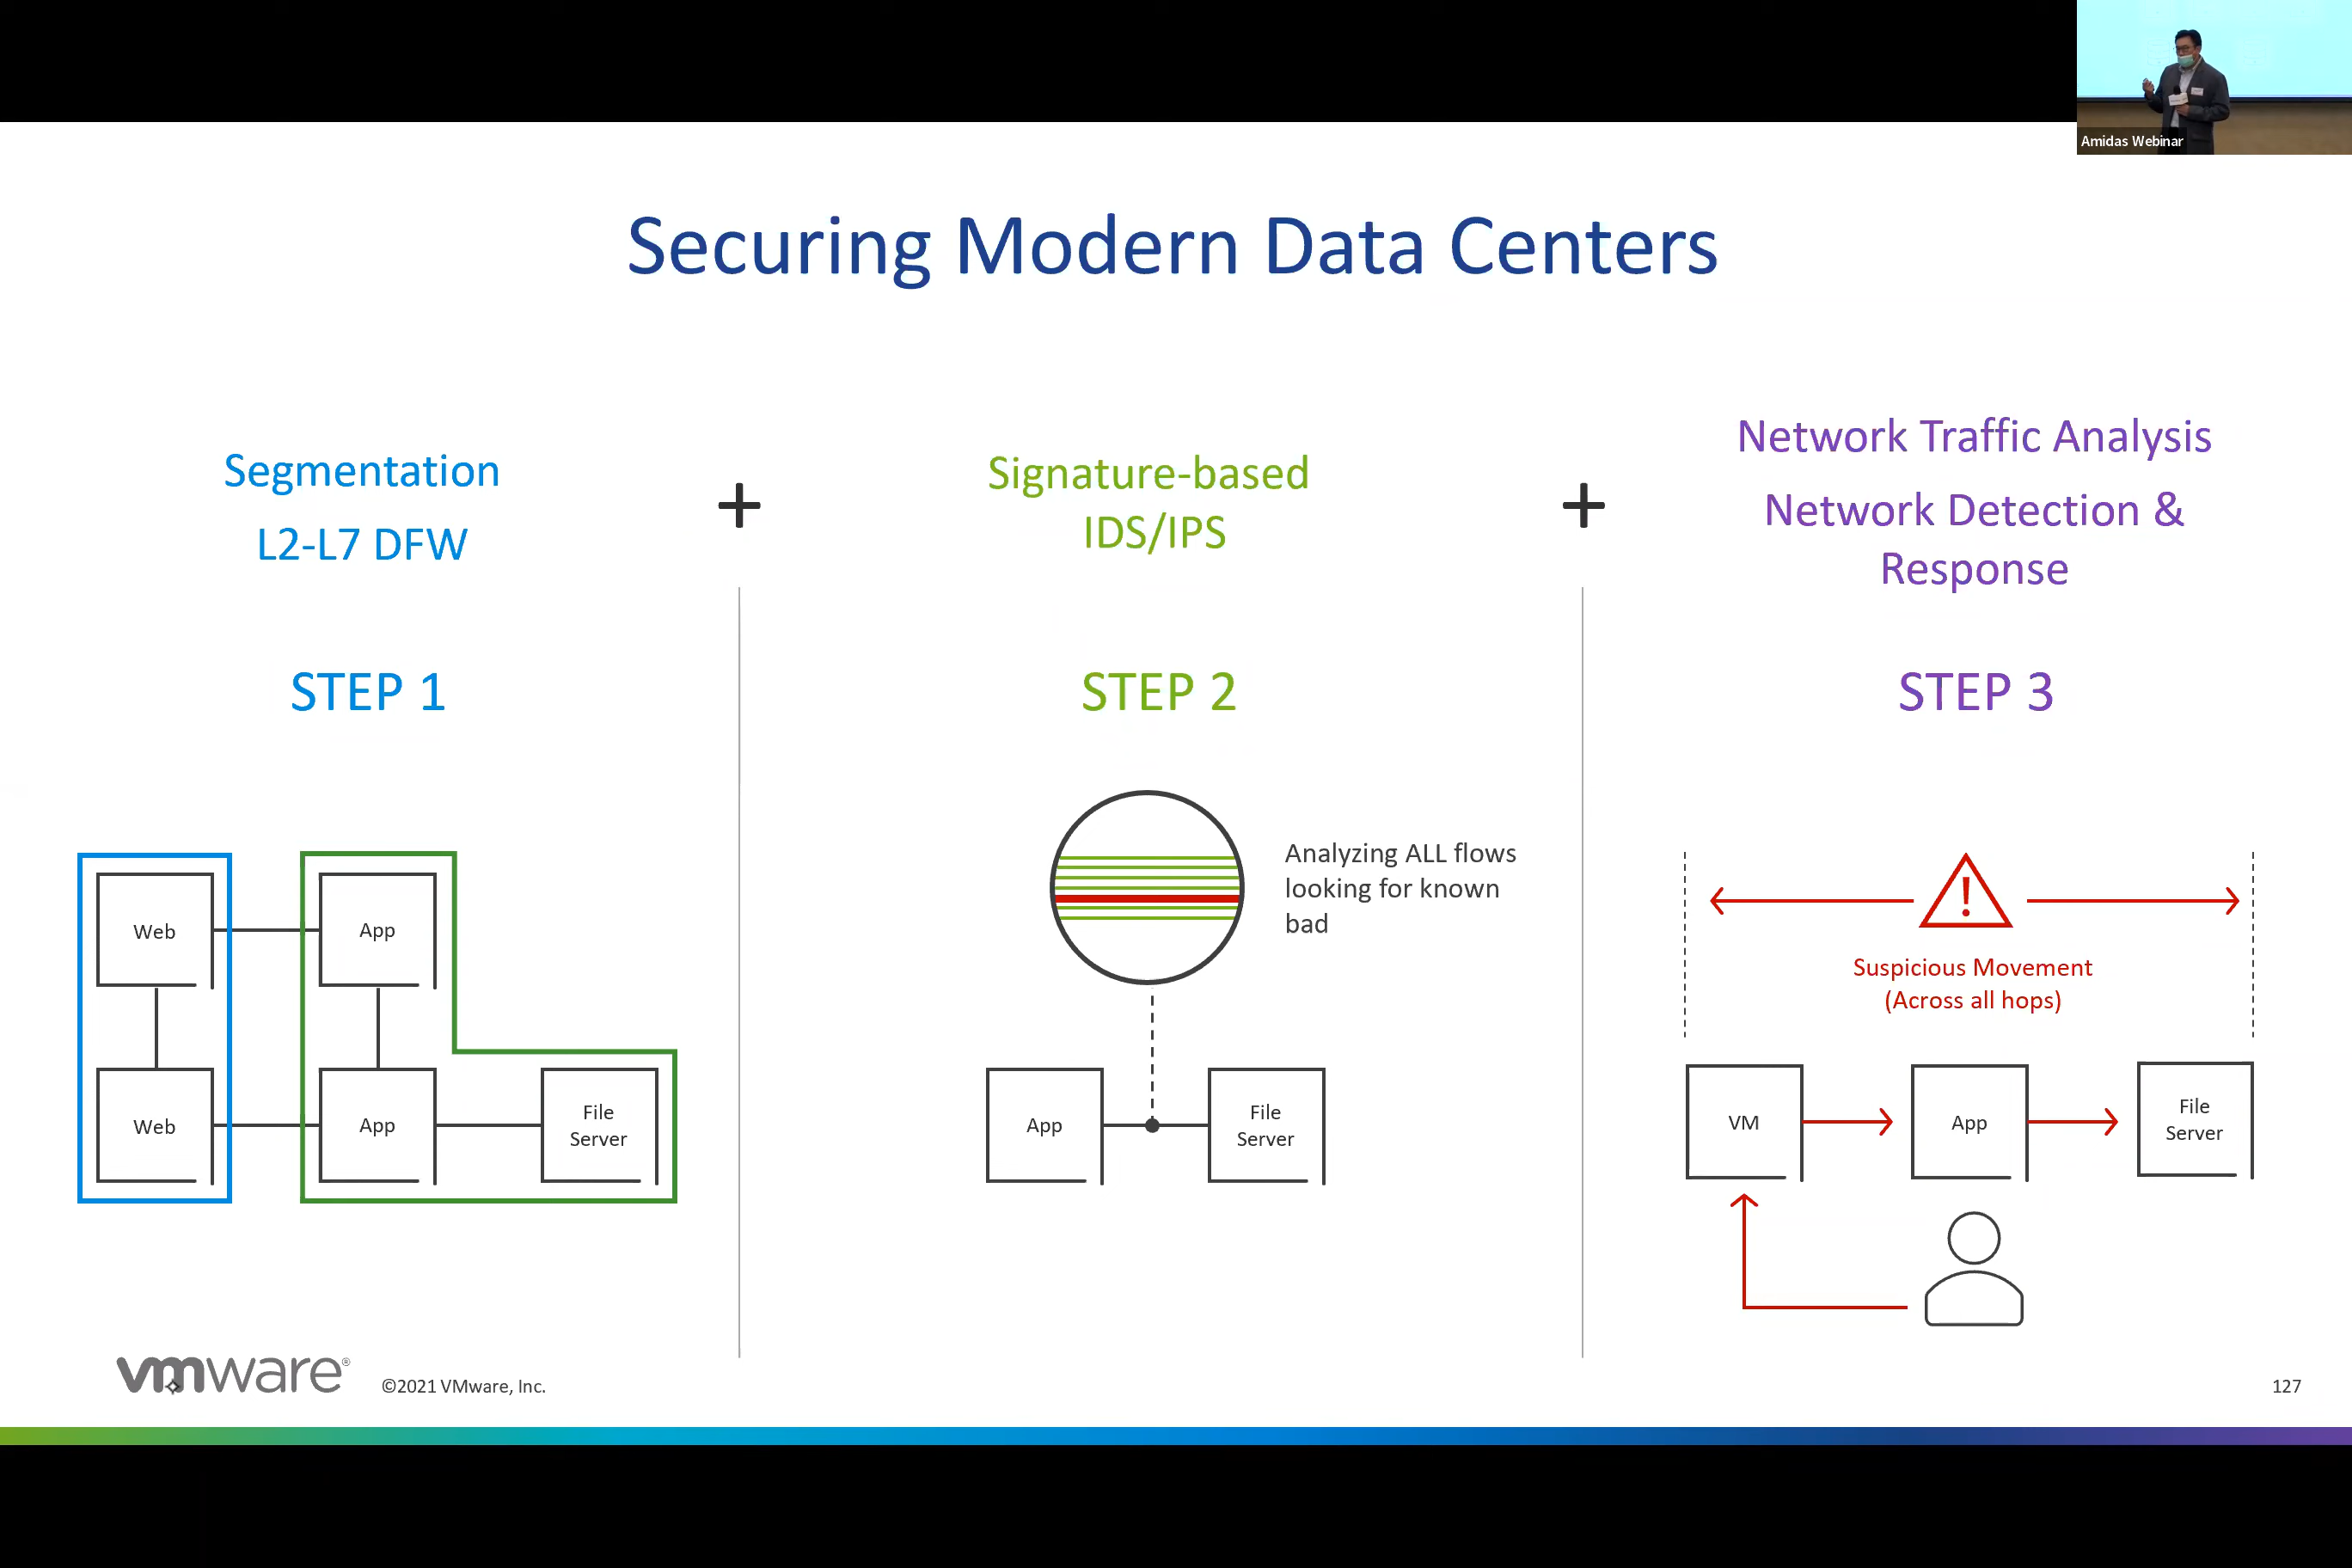 Amidas Webinar
Securing Modern Data Centers
Segmentation
L2-L7 DFW
+
Signature-based
IDS/IPS
+
Network Traffic Analysis
Network Detection &
Response
STEP 1
STEP 2
STEP 3
Web
App
Web
App
File
Server
Analyzing ALL flows
looking for known
bad
App
File
Server
!
Suspicious Movement
(Across all hops)
VM
App
File
Server
vmware®
©2021 VMware, Inc.
127